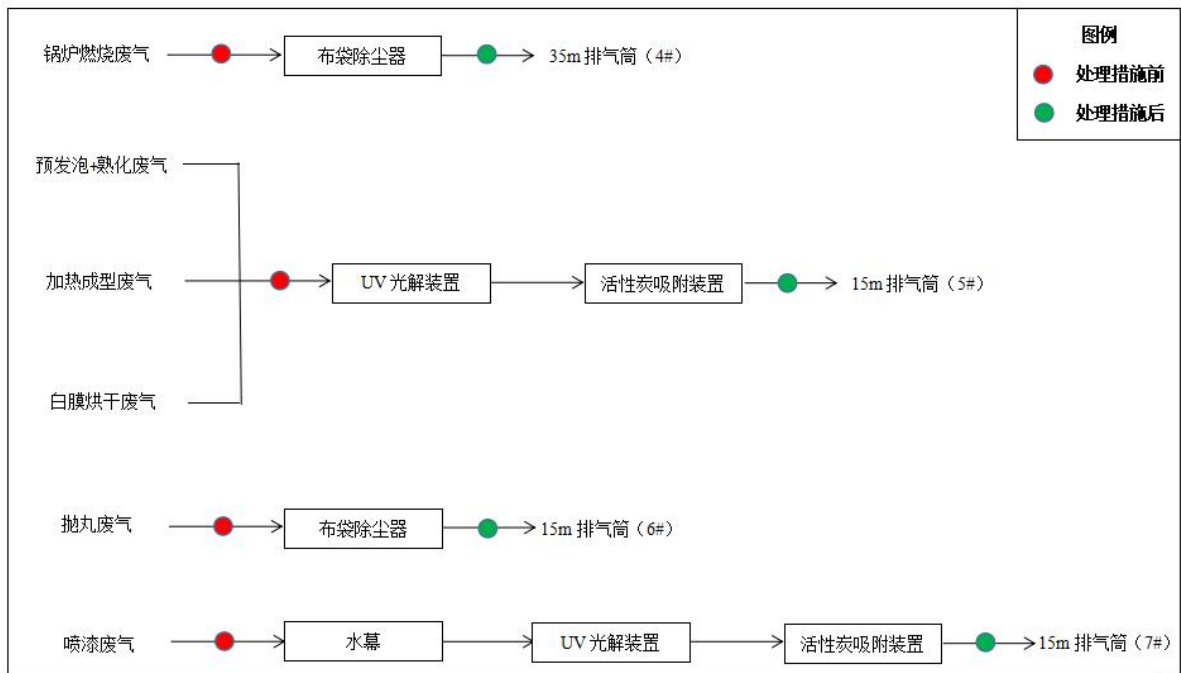 图例
处理措施前
处理措施后
锅炉燃烧废气
布袋除尘器
35m 排气筒（4#）
预发泡+熟化废气
加热成型废气
UV 光解装置
活性炭吸附装置
15m 排气筒（5#）
白膜烘干废气
抛丸废气
布袋除尘器
15m 排气筒（6#）
喷漆废气
水幕
UV 光解装置
活性炭吸附装置
15m 排气筒（7#）